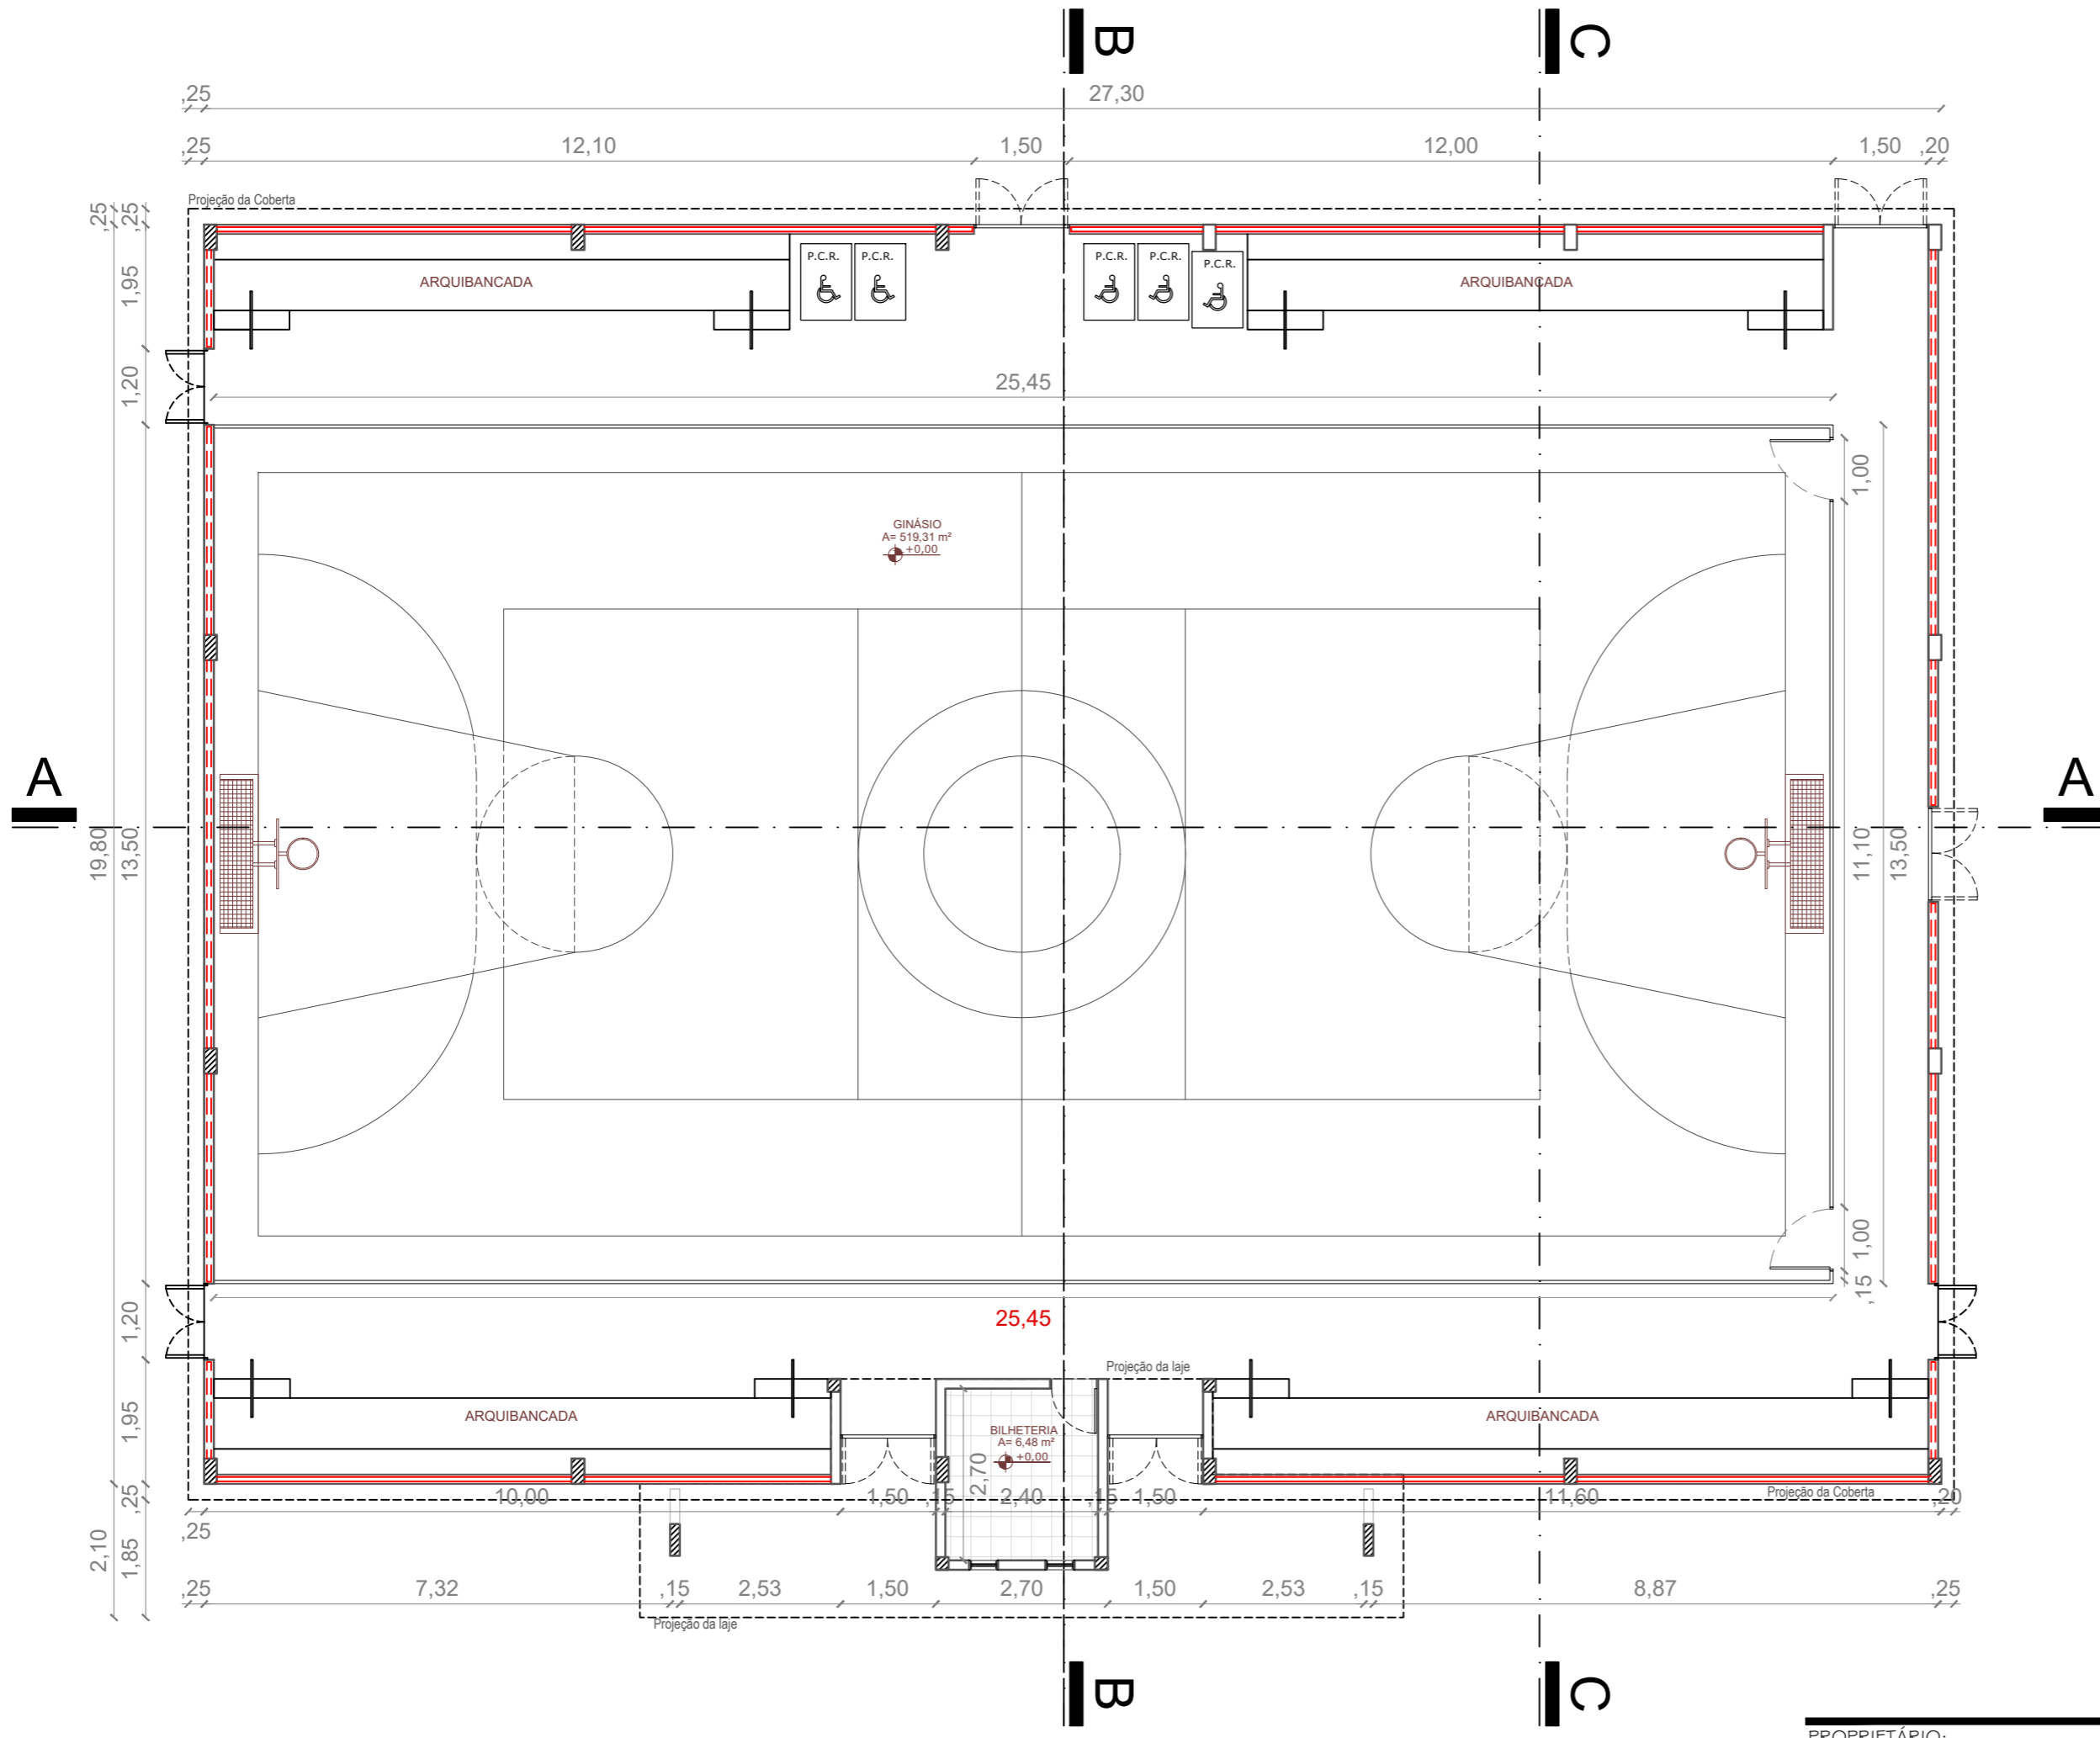 B
C
,25
27,30
,25
12,10
1,50
12,00
1,50
,20
Projeção da Coberta
,25
,25
P.C.R.
P.C.R.
P.C.R.
P.C.R.
P.C.R.
ARQUIBANCADA
ARQUIBANCADA
1,95
1,20
25,45
1,00
GINÁSIO
A= 519,31 m²
+0,00
A
A
19,80
13,50
11,10
13,50
1,00
,15
1,20
25,45
Projeção da laje
1,95
ARQUIBANCADA
BILHETERIA
A= 6,48 m²
+0,00
2,70
ARQUIBANCADA
,25
10,00
1,50
,15
2,40
,15
1,50
11,60
Projeção da Coberta
,20
,25
2,10
1,85
,25
7,32
,15
2,53
1,50
2,70
1,50
2,53
,15
8,87
,25
Projeção da laje
B
C
PROPRIETÁRIO: